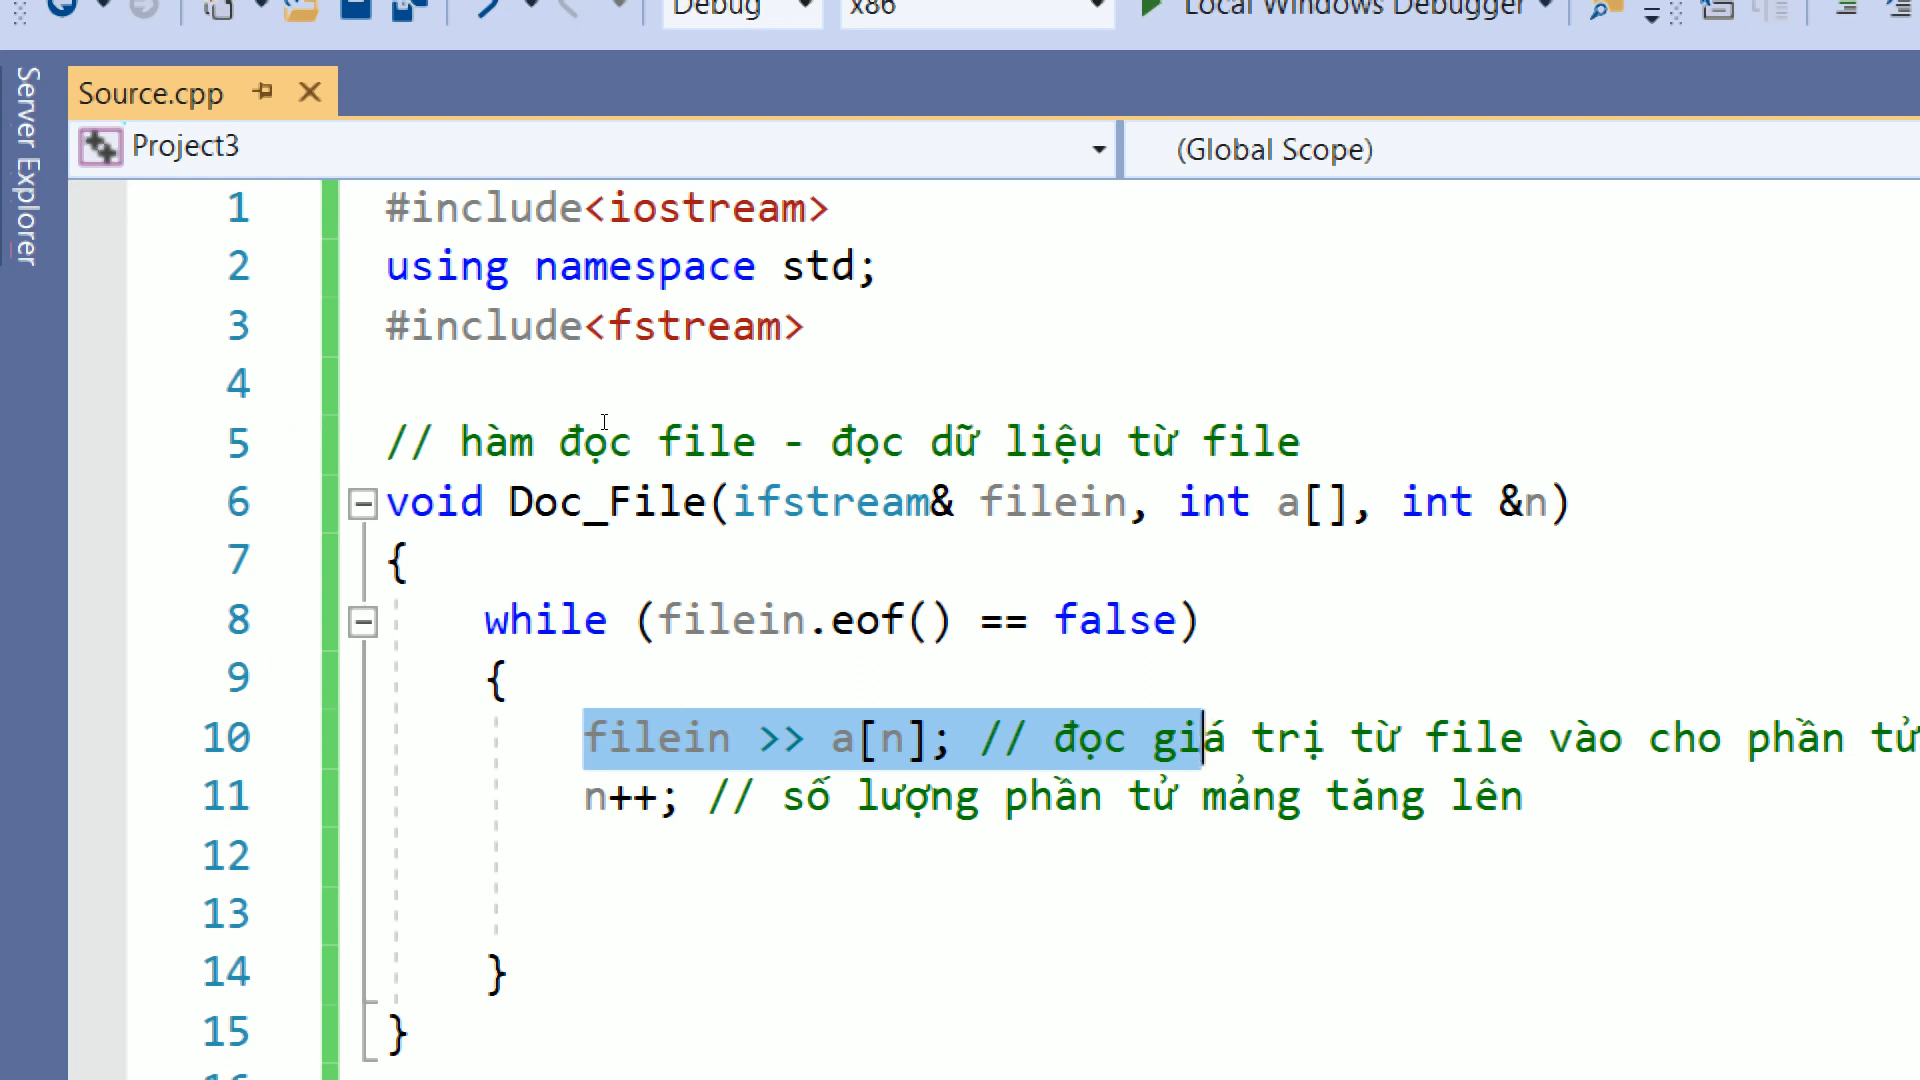 Debug x86 Local Windows Debugger
Server Explorer
Source.cpp
Project3 (Global Scope)
1 #include<iostream>
2 using namespace std;
3 #include<fstream>
4
5 // hàm đọc file - đọc dữ liệu từ file
6 void Doc_File(ifstream& filein, int a[], int &n)
7 {
8 while (filein.eof() == false)
9 {
10 filein >> a[n]; // đọc giá trị từ file vào cho phần tử
11 n++; // số lượng phần tử mảng tăng lên
12
13
14 }
15 }
16